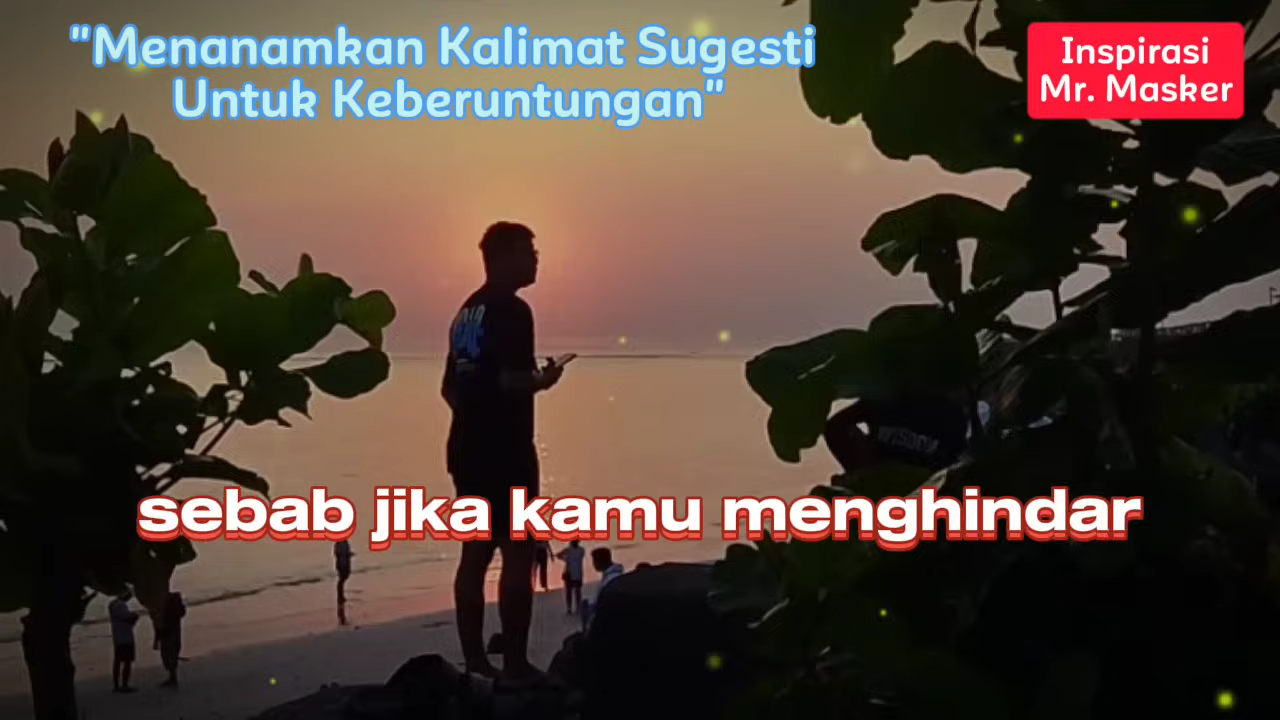 "Menanamkan Kalimat Sugesti
Untuk Keberuntungan"
Inspirasi
Mr. Masker
sebab jika kamu menghindar